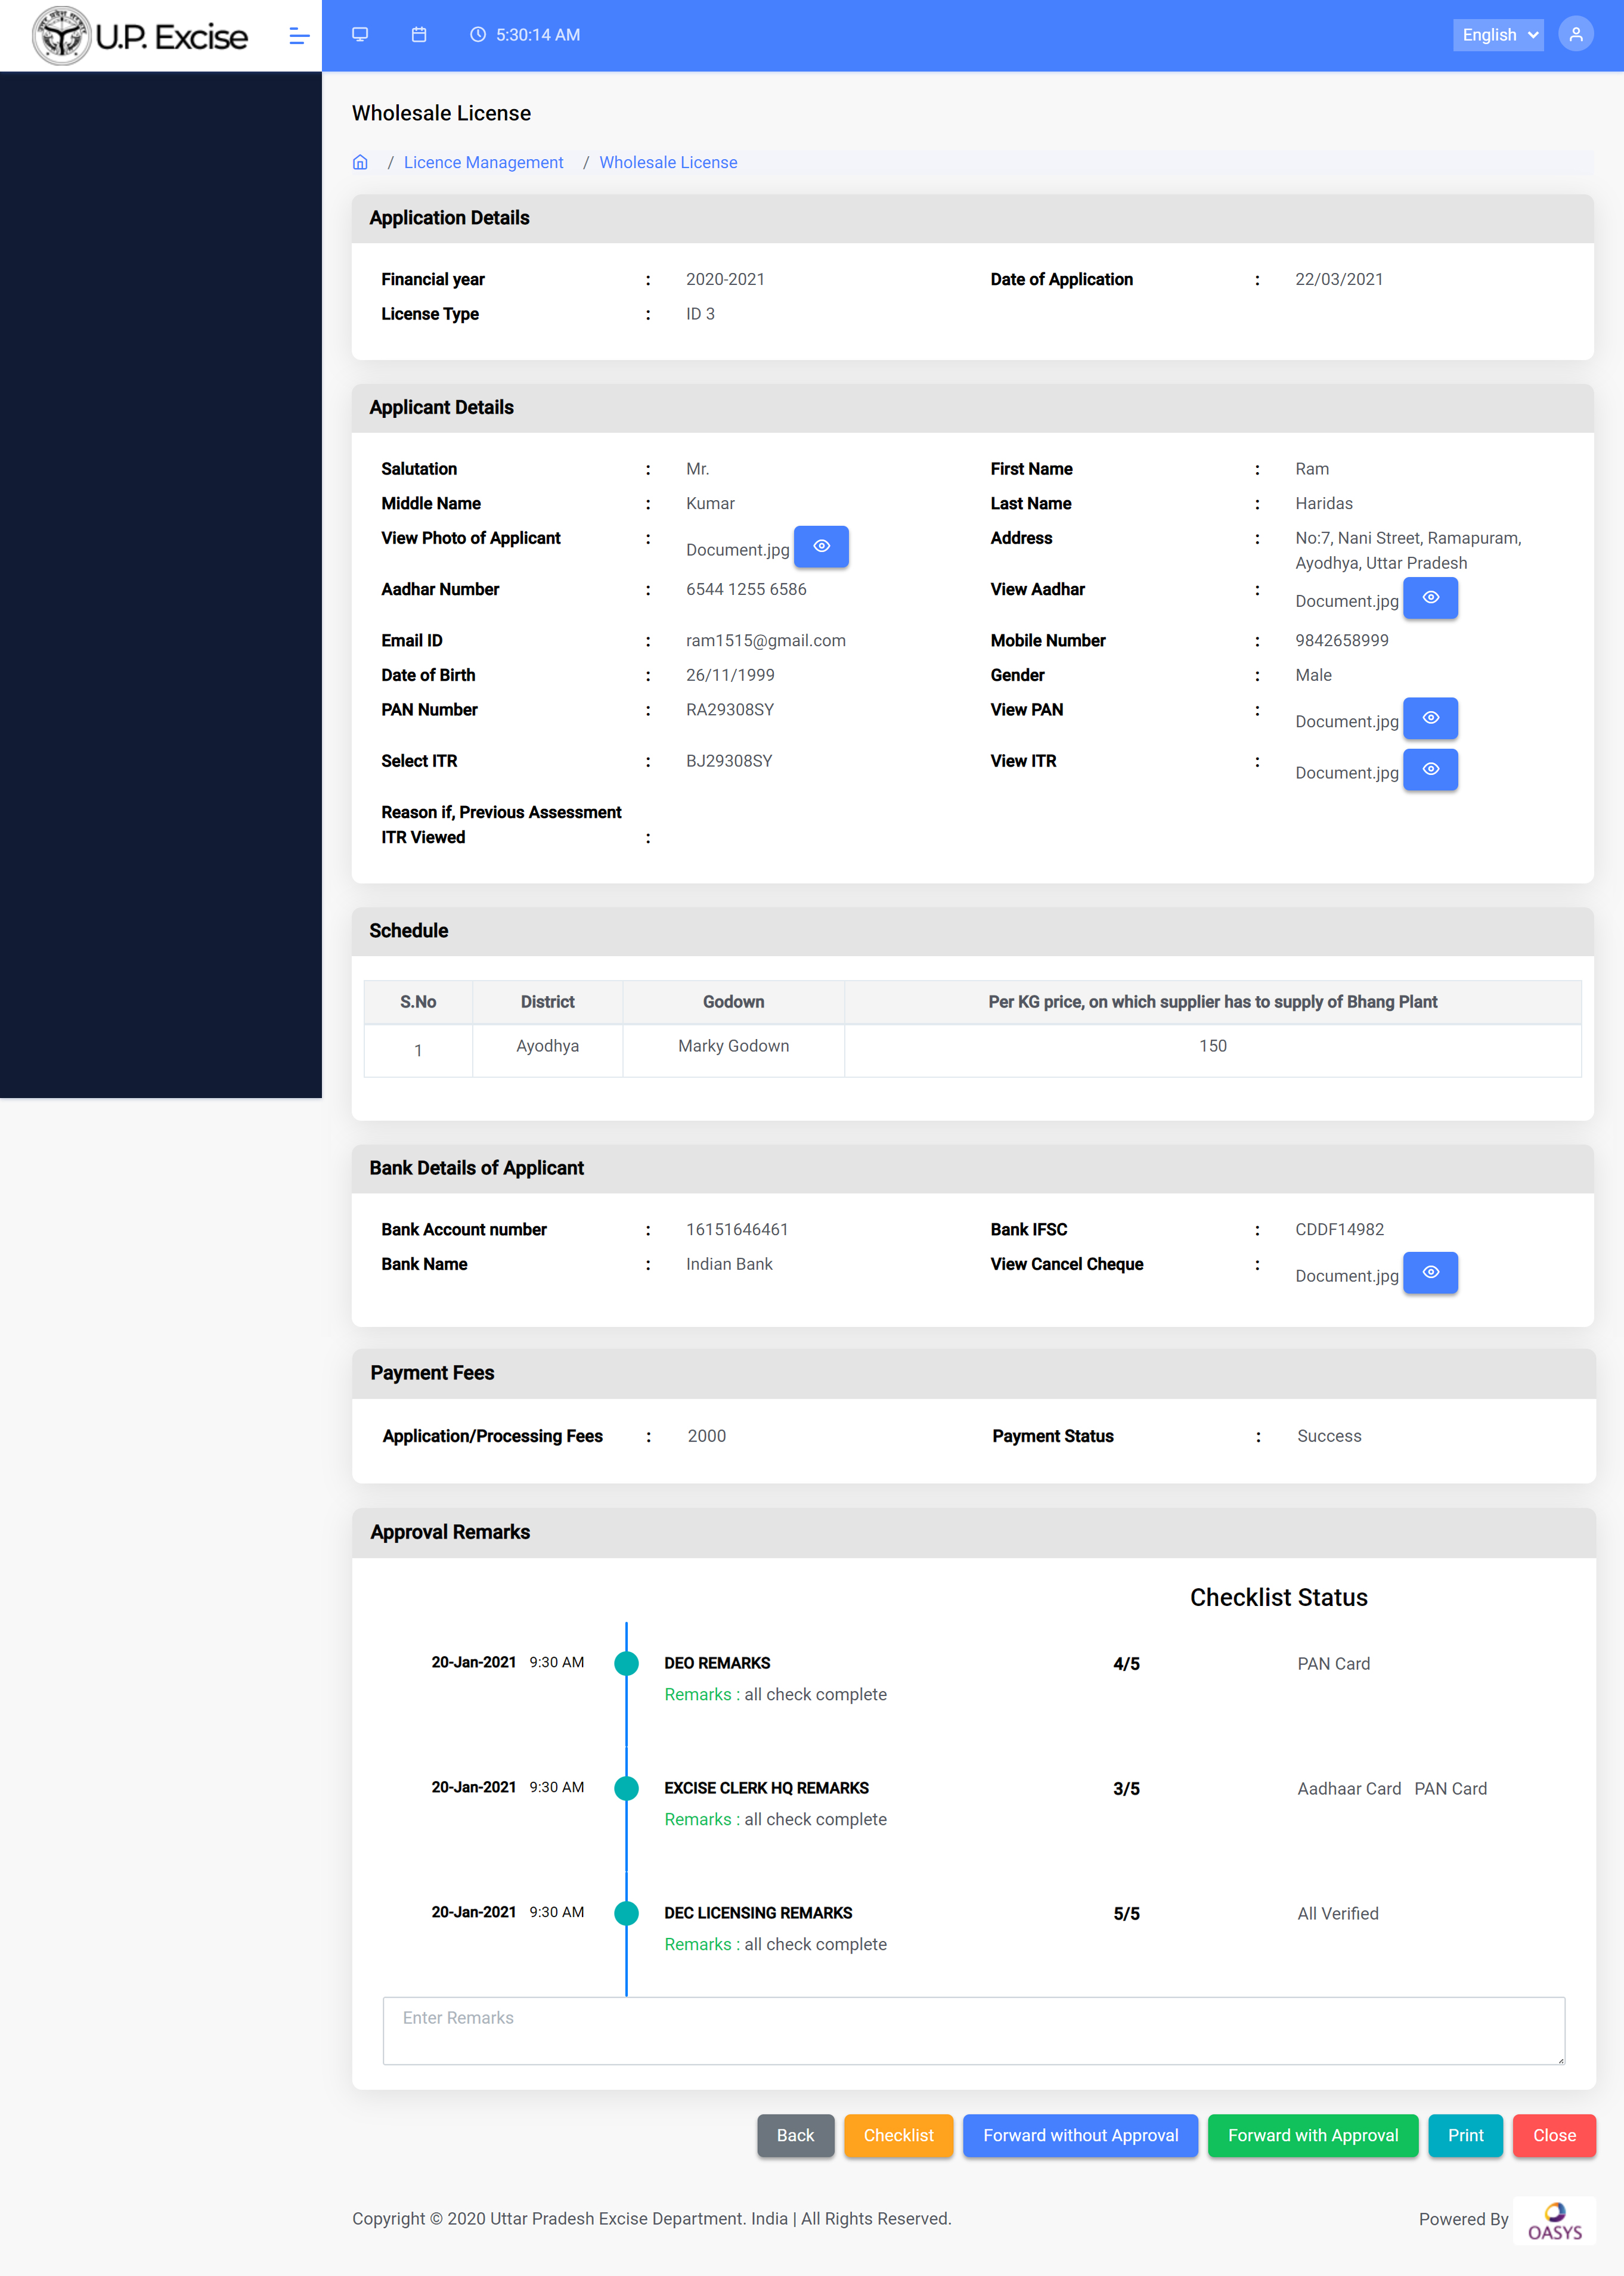 U.P. Excise
5:30:14 AM
English
Wholesale License
/ Licence Management / Wholesale License
Application Details
Financial year : 2020-2021 Date of Application : 22/03/2021
License Type : ID 3
Applicant Details
Salutation : Mr. First Name : Ram
Middle Name : Kumar Last Name : Haridas
View Photo of Applicant : Document.jpg Address : No:7, Nani Street, Ramapuram,
Ayodhya, Uttar Pradesh
Aadhar Number : 6544 1255 6586 View Aadhar : Document.jpg
Email ID : ram1515@gmail.com Mobile Number : 9842658999
Date of Birth : 26/11/1999 Gender : Male
PAN Number : RA29308SY View PAN : Document.jpg
Select ITR : BJ29308SY View ITR : Document.jpg
Reason if, Previous Assessment
ITR Viewed :
Schedule
S.No District Godown Per KG price, on which supplier has to supply of Bhang Plant
1 Ayodhya Marky Godown 150
Bank Details of Applicant
Bank Account number : 16151646461 Bank IFSC : CDDF14982
Bank Name : Indian Bank View Cancel Cheque : Document.jpg
Payment Fees
Application/Processing Fees : 2000 Payment Status : Success
Approval Remarks
Checklist Status
20-Jan-2021 9:30 AM DEO REMARKS 4/5 PAN Card
Remarks : all check complete
20-Jan-2021 9:30 AM EXCISE CLERK HQ REMARKS 3/5 Aadhaar Card PAN Card
Remarks : all check complete
20-Jan-2021 9:30 AM DEC LICENSING REMARKS 5/5 All Verified
Remarks : all check complete
Enter Remarks
Back Checklist Forward without Approval Forward with Approval Print Close
Copyright © 2020 Uttar Pradesh Excise Department. India | All Rights Reserved. Powered By OASYS